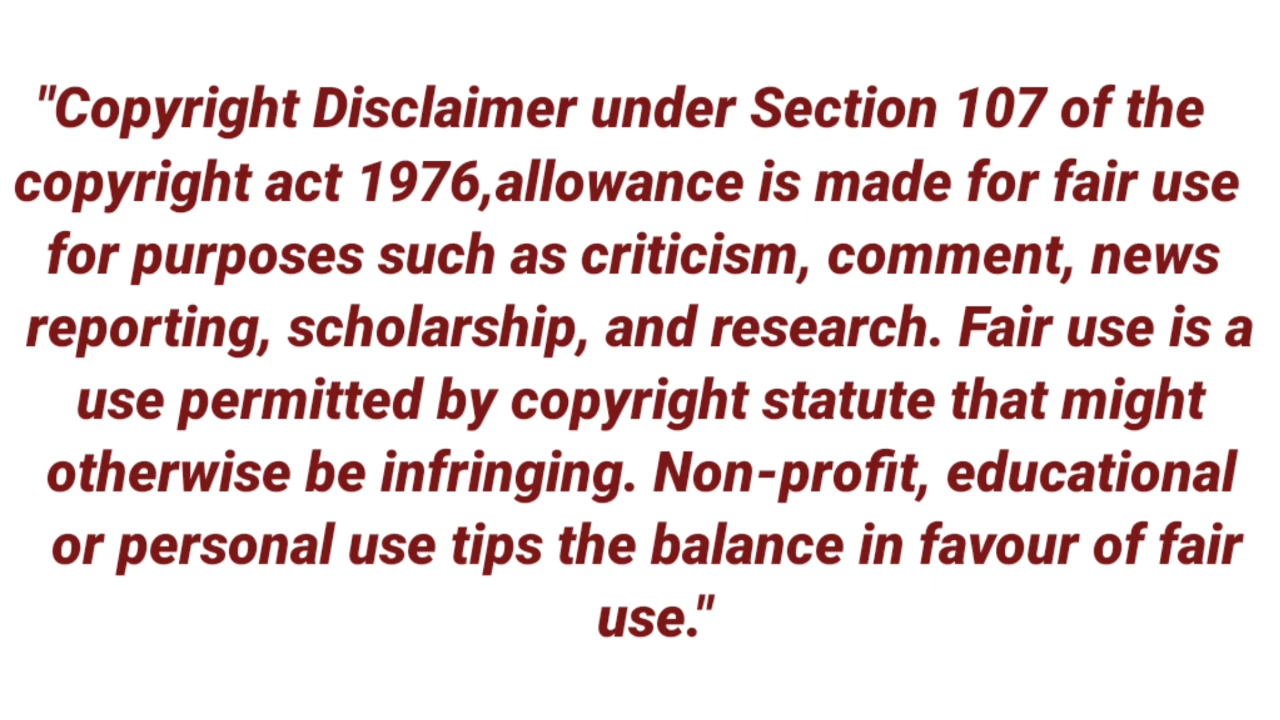 "Copyright Disclaimer under Section 107 of the
copyright act 1976,allowance is made for fair use
for purposes such as criticism, comment, news
reporting, scholarship, and research. Fair use is a
use permitted by copyright statute that might
otherwise be infringing. Non-profit, educational
or personal use tips the balance in favour of fair
use."